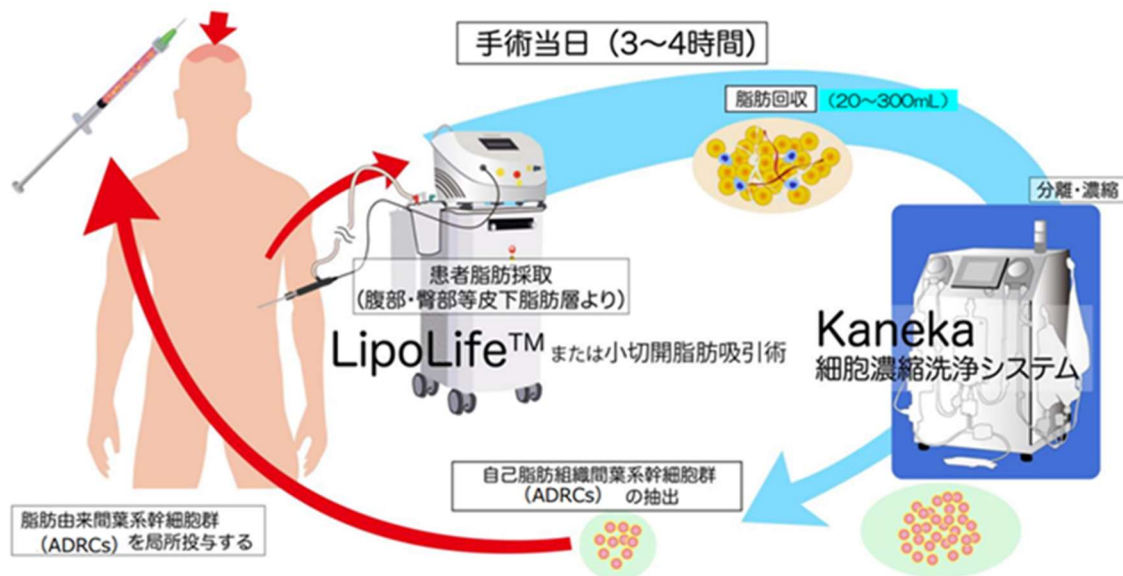 手術当日（3〜4時間）
脂肪回収
（20〜300mL）
分離・濃縮
患者脂肪採取
（腹部・臀部等皮下脂肪層より）
LipoLife™ または小切開脂肪吸引術
Kaneka
細胞濃縮洗浄システム
自己脂肪組織間葉系幹細胞群
（ADRCs） の抽出
脂肪由来間葉系幹細胞群
（ADRCs）を局所投与する